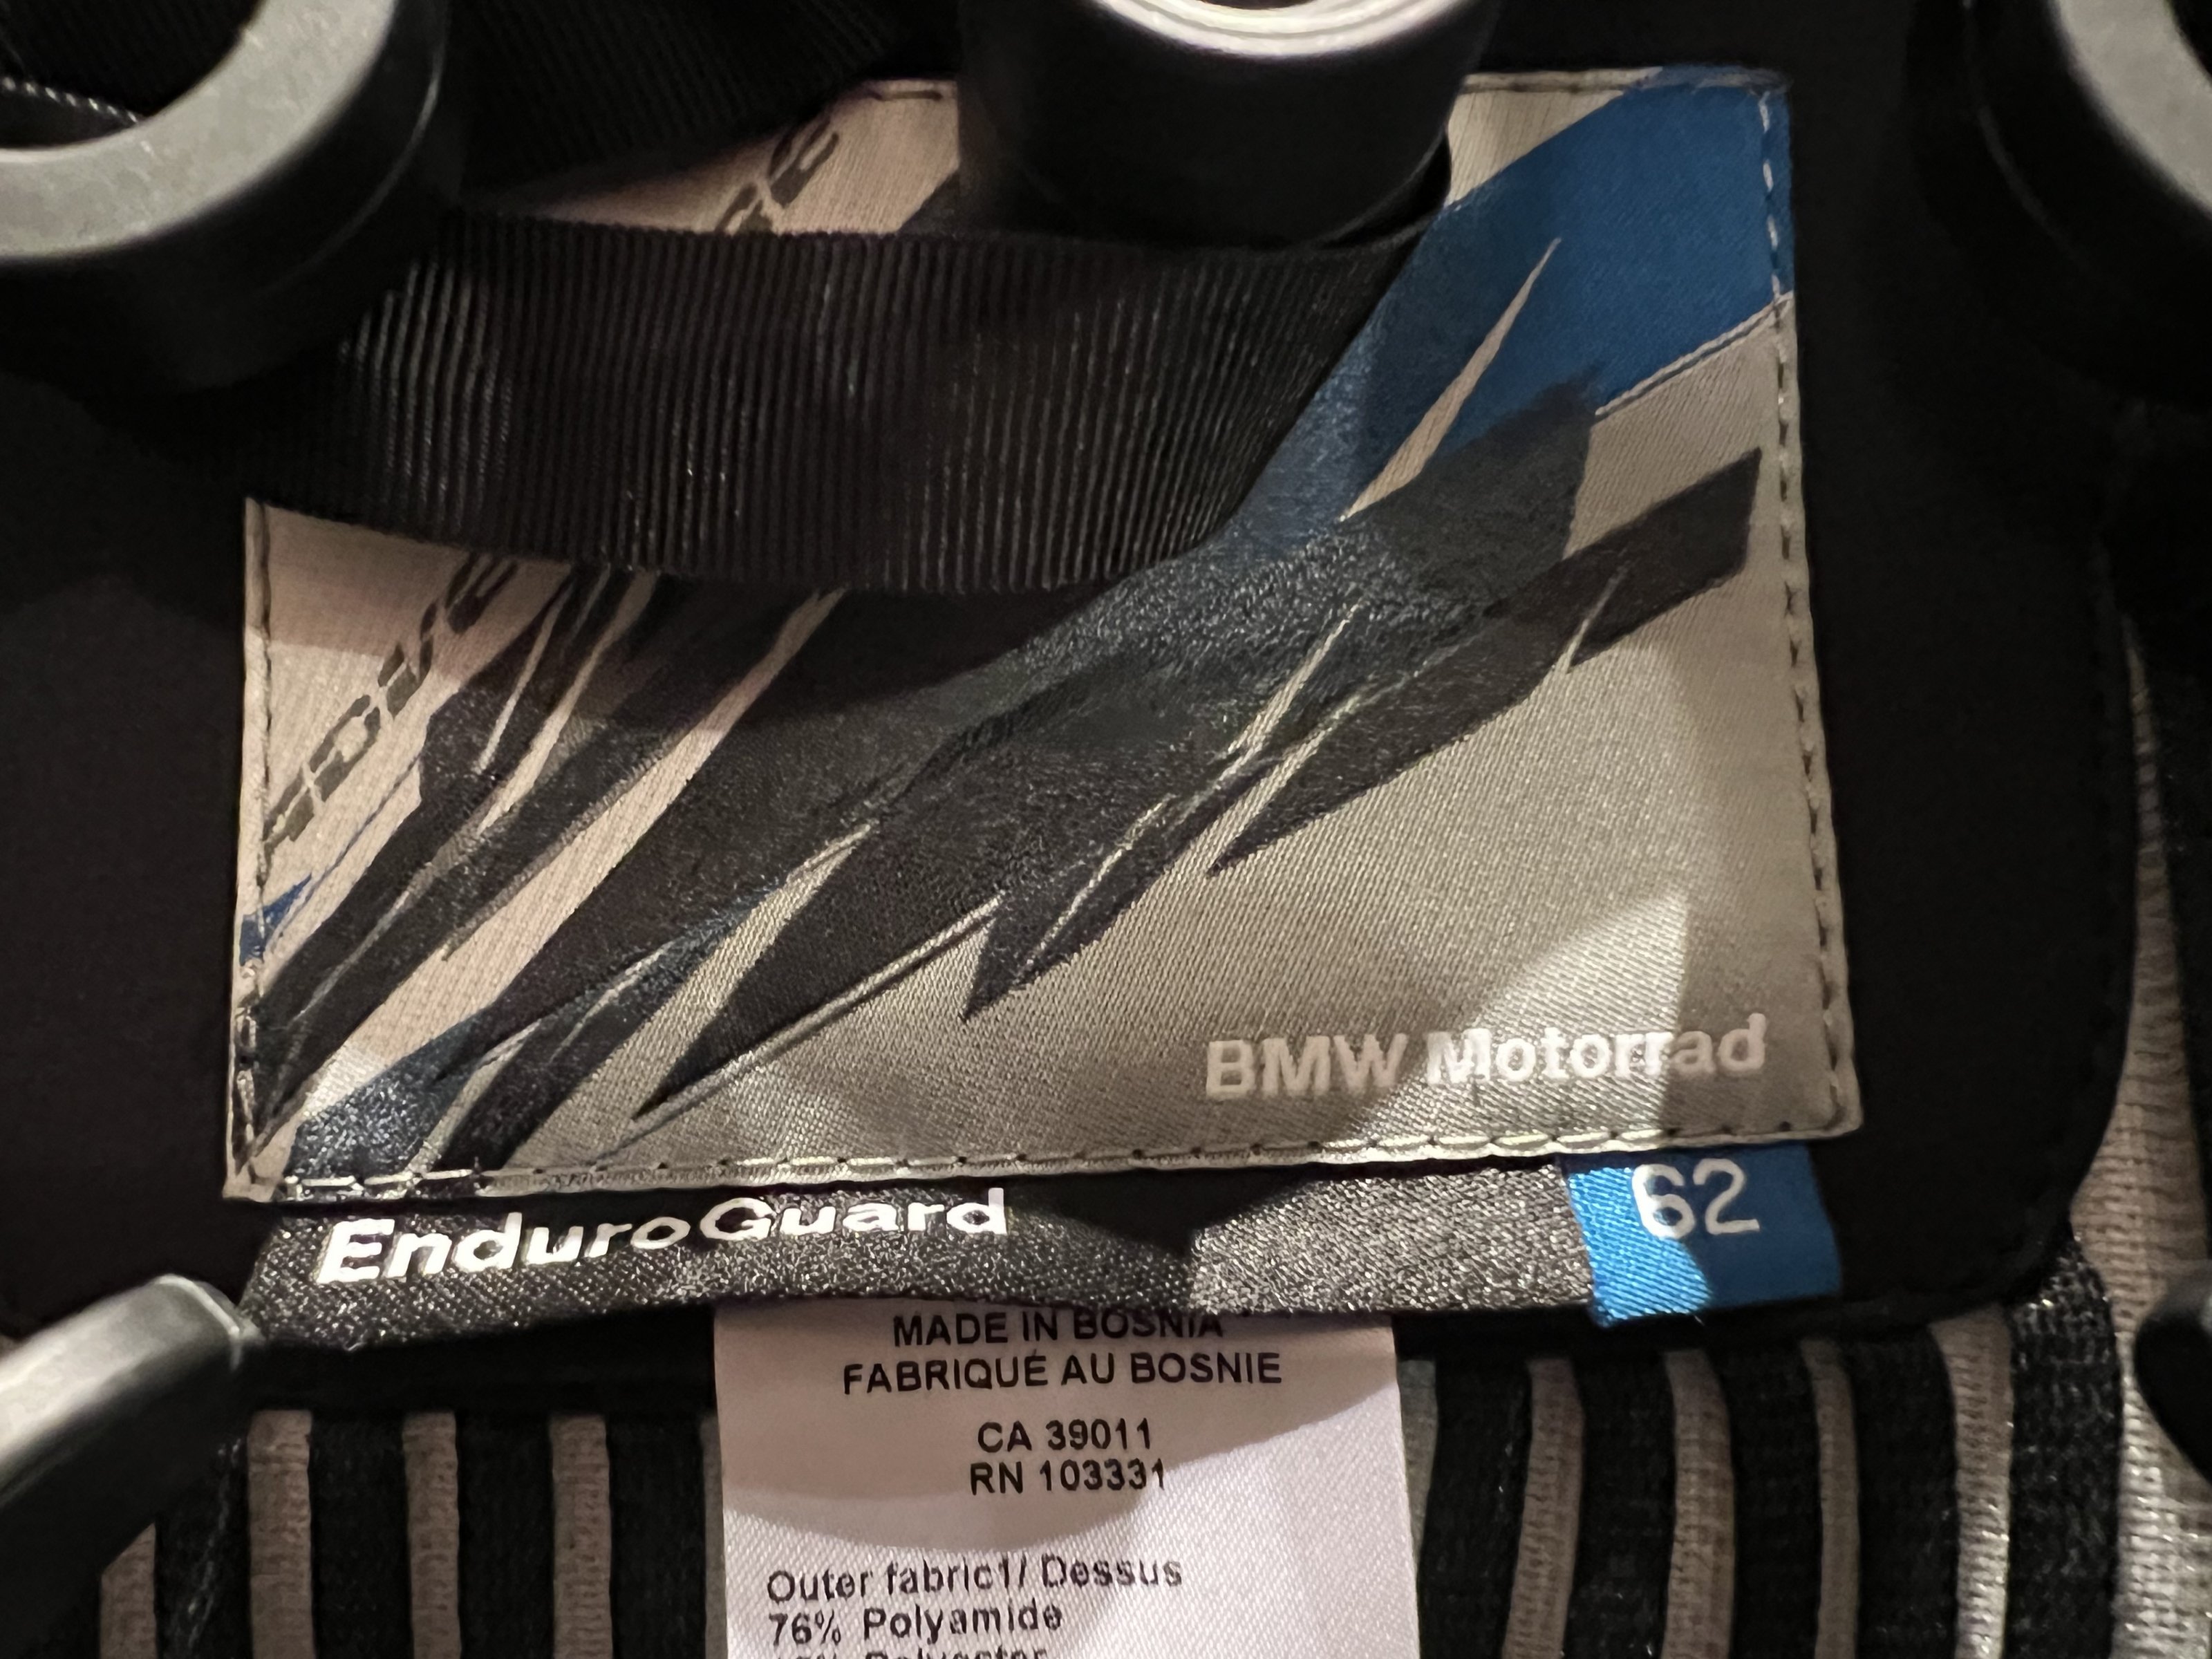 BMW Motorrad
EnduroGuard
62
MADE IN BOSNIA
FABRIQUÉ AU BOSNIE
CA 39011
RN 103331
Outer fabric1/ Dessus
76% Polyamide